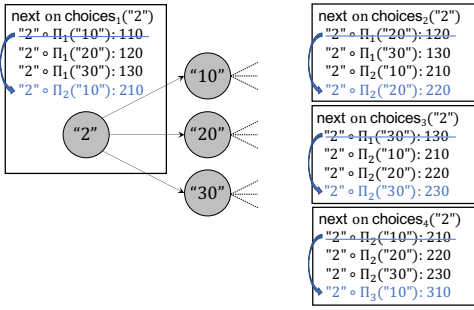 next on choices₁("2")
"2" ∘ Π₁("10"): 110
"2" ∘ Π₁("20"): 120
"2" ∘ Π₁("30"): 130
"2" ∘ Π₂("10"): 210
"2"
"10"
"20"
"30"
next on choices₂("2")
"2" ∘ Π₁("20"): 120
"2" ∘ Π₁("30"): 130
"2" ∘ Π₂("10"): 210
"2" ∘ Π₂("20"): 220
next on choices₃("2")
"2" ∘ Π₁("30"): 130
"2" ∘ Π₂("10"): 210
"2" ∘ Π₂("20"): 220
"2" ∘ Π₂("30"): 230
next on choices₄("2")
"2" ∘ Π₂("10"): 210
"2" ∘ Π₂("20"): 220
"2" ∘ Π₂("30"): 230
"2" ∘ Π₃("10"): 310